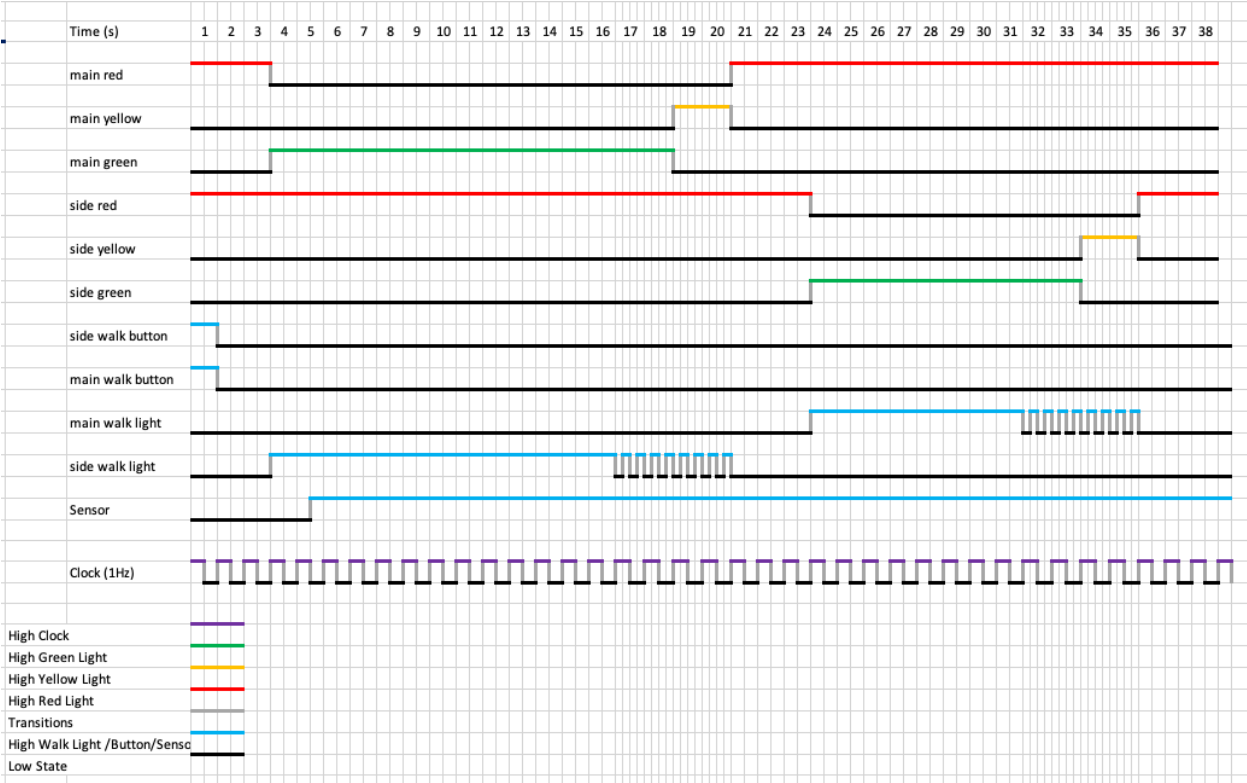 Time (s) 1 2 3 4 5 6 7 8 9 10 11 12 13 14 15 16 17 18 19 20 21 24 25 26 27 28 29 30 31 32 33 34 35 36 37 38
main red
main yellow
main green
side red
side yellow
side green
side walk button
main walk button
main walk light
side walk light
Sensor
Clock (1Hz)
High Clock
High Green Light
High Yellow Light
High Red Light
Transitions
High Walk Light /Button/Senso
Low State